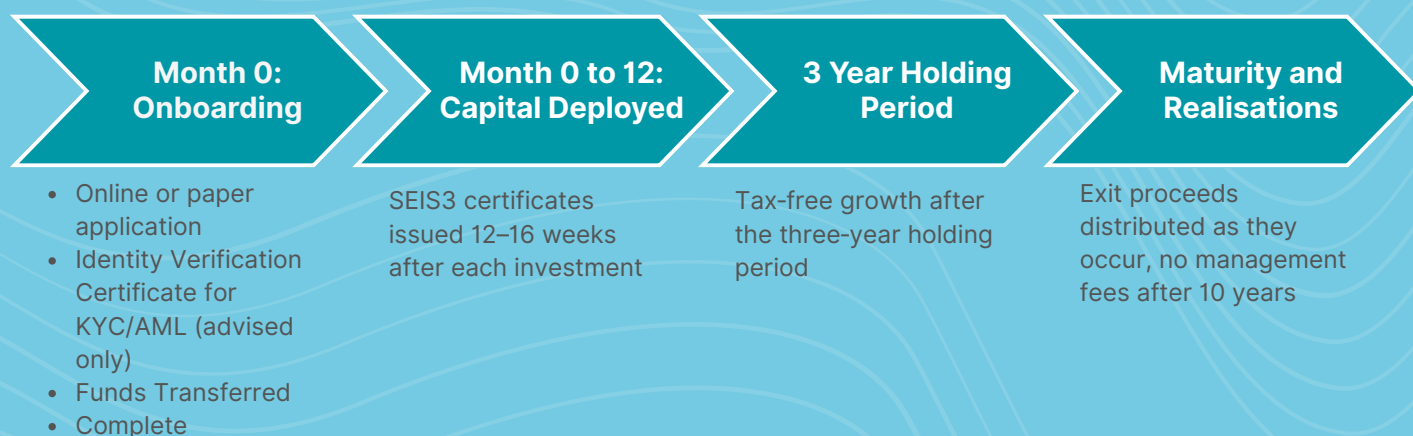 Month 0:
Onboarding
Month 0 to 12:
Capital Deployed
3 Year Holding
Period
Maturity and
Realisations
• Online or paper
application
• Identity Verification
Certificate for
KYC/AML (advised
only)
• Funds Transferred
• Complete
SEIS3 certificates
issued 12–16 weeks
after each investment
Tax-free growth after
the three-year holding
period
Exit proceeds
distributed as they
occur, no management
fees after 10 years